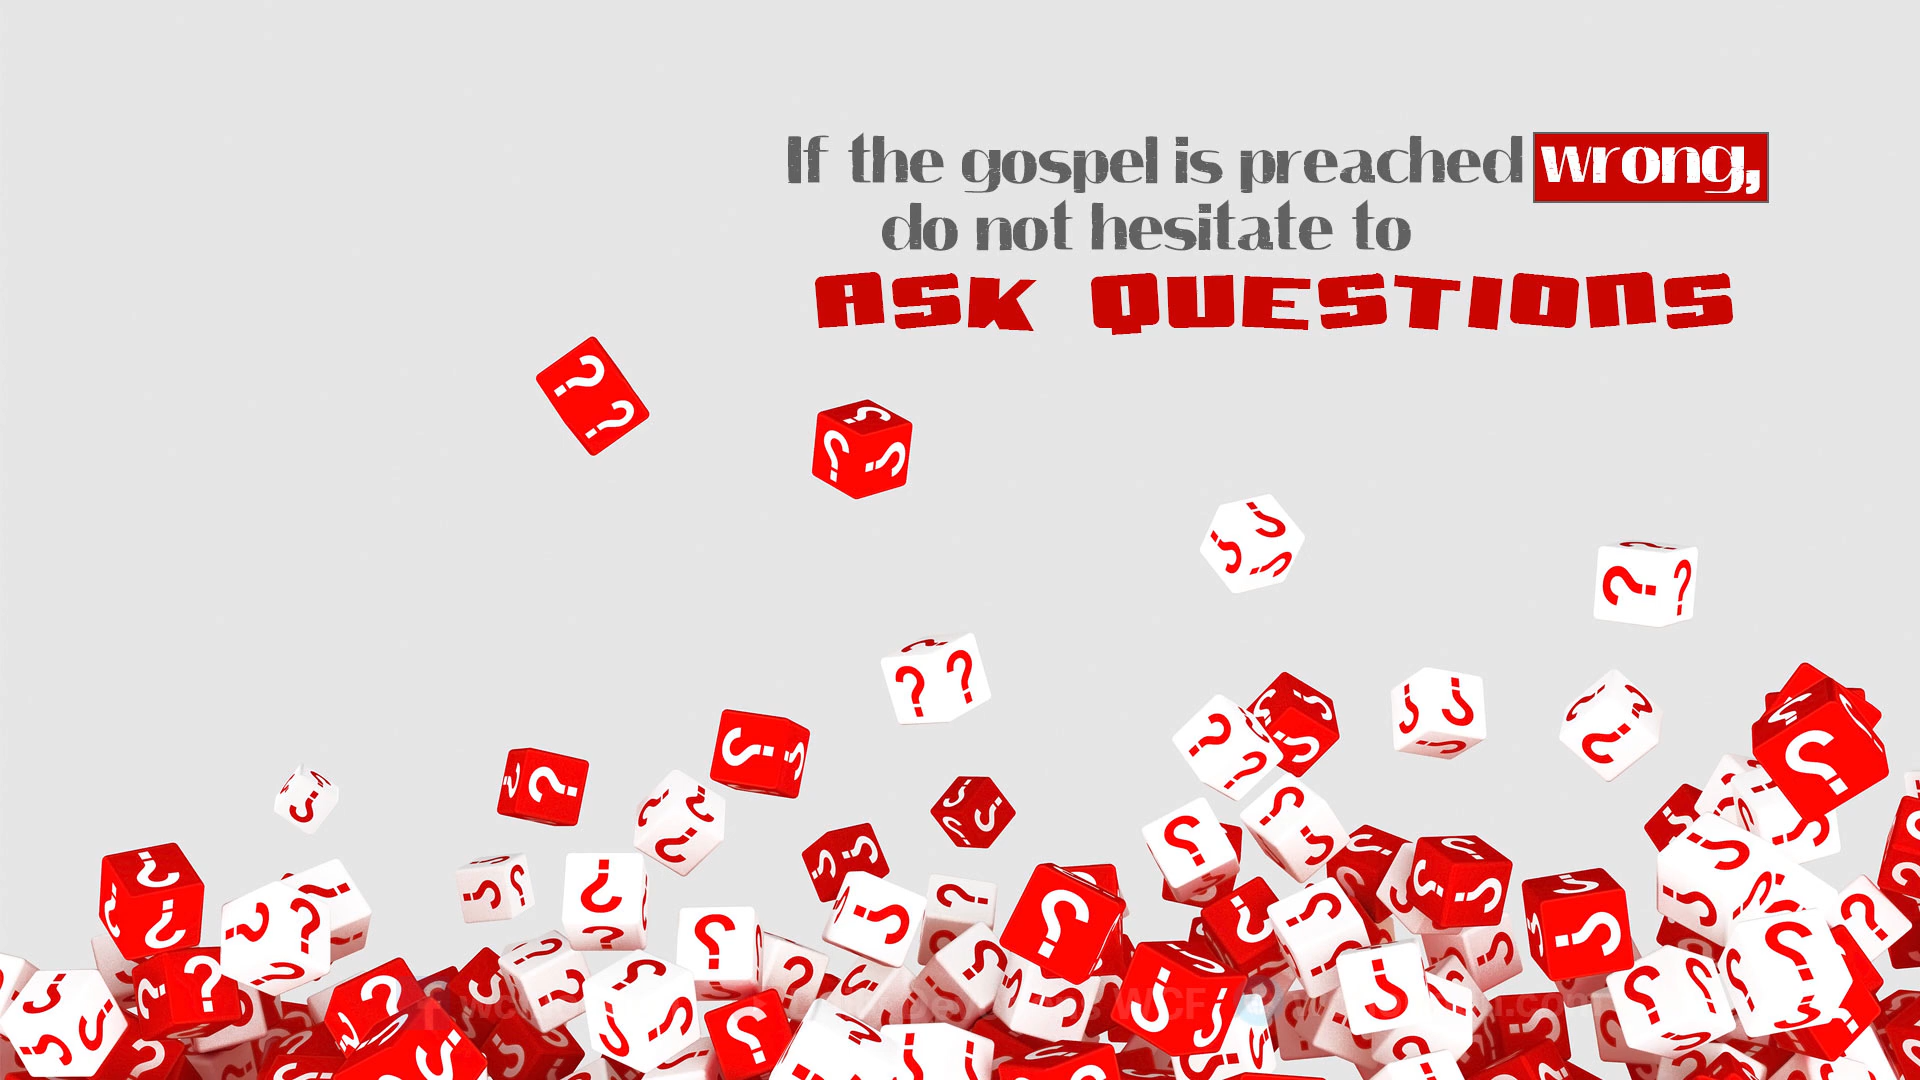 If the gospel is preached wrong,
do not hesitate to
ASK QUESTIONS